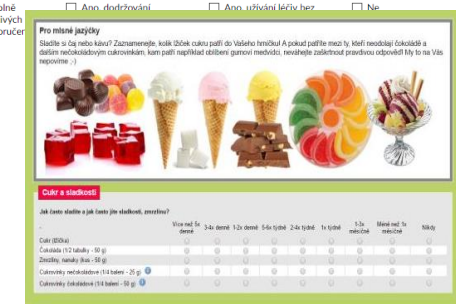 plně
Ano, dodržování
Ano, užívání léčiv bez
Ne
Pro mlsné jazýčky
Sladíte si čaj nebo kávu? Zaznamenejte, kolik lžiček cukru patří do Vašeho hrníčku! A pokud patříte mezi ty, kteří neodolají čokoládě a
dalším nečokoládovým cukrovinkám, kam patří například oblíbení gumoví medvídci, neváhejte zaškrtnout pravdivou odpověď! My to na Vás
nepovíme ;-)
Cukr a sladkosti
Jak často sladíte a jak často jíte sladkosti, zmrzlinu?
Více než 5x denně 3-4x denně 1-2x denně 5-6x týdně 2-4x týdně 1x týdně 1-3x měsíčně Méně než 1x měsíčně Nikdy
Cukr (lžička)
Čokoláda (1/2 tabulky - 50 g)
Zmrzliny, nanuky (kus - 50 g)
Cukrovinky nečokoládové (1/4 balení - 25 g)
Cukrovinky čokoládové (1/4 balení - 50 g)